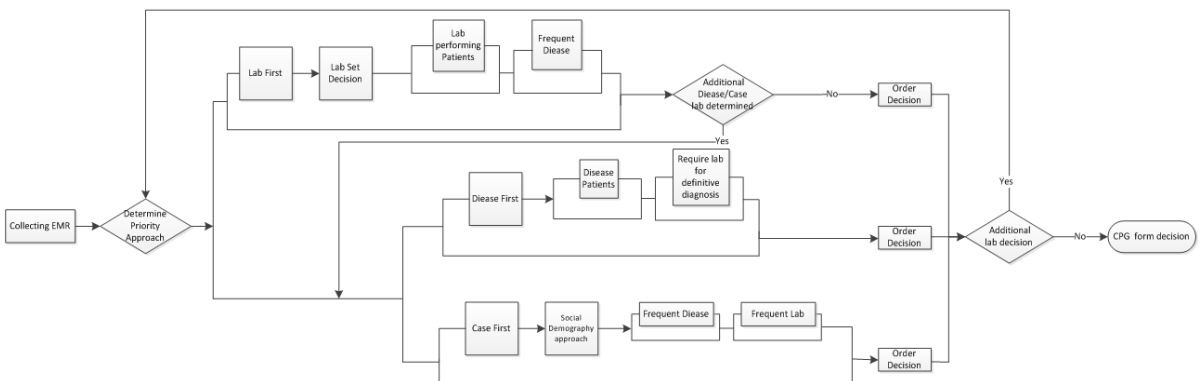 Lab
performing
Patients
Frequent
Diease
Lab First
Lab Set
Decision
Additional
Disease/Case
lab determined
No
Order
Decision
Yes
Disease First
Disease
Patients
Require lab
for
definitive
diagnosis
Yes
Collecting EMR
Determine
Priority
Approach
Order
Decision
Additional
lab decision
No
CPG form decision
Case First
Social
Demography
approach
Frequent Diease
Frequent Lab
Order
Decision